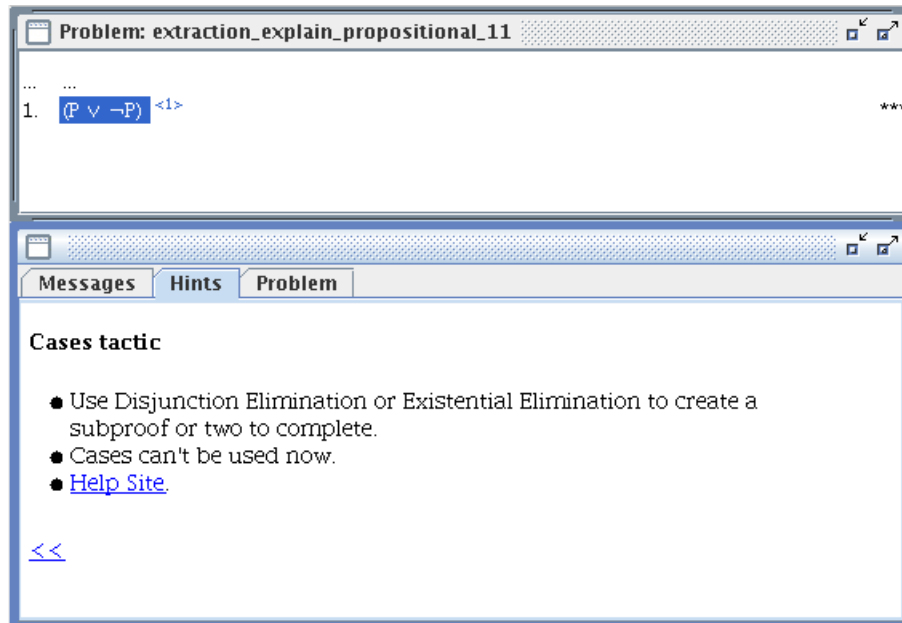 Problem: extraction_explain_propositional_11
... ...
1. (P ∨ ¬P) <1> ***
Messages Hints Problem
Cases tactic
● Use Disjunction Elimination or Existential Elimination to create a
subproof or two to complete.
● Cases can't be used now.
● Help Site.
<<